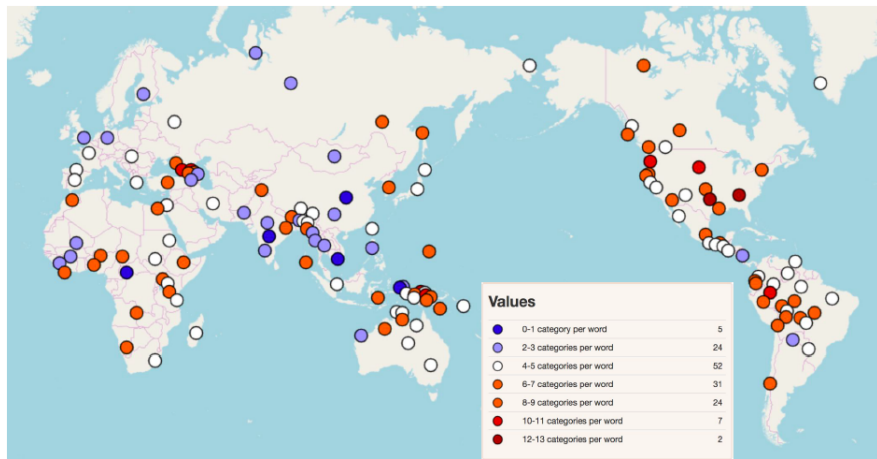 Values
0-1 category per word 5
2-3 categories per word 24
4-5 categories per word 52
6-7 categories per word 31
8-9 categories per word 24
10-11 categories per word 7
12-13 categories per word 2